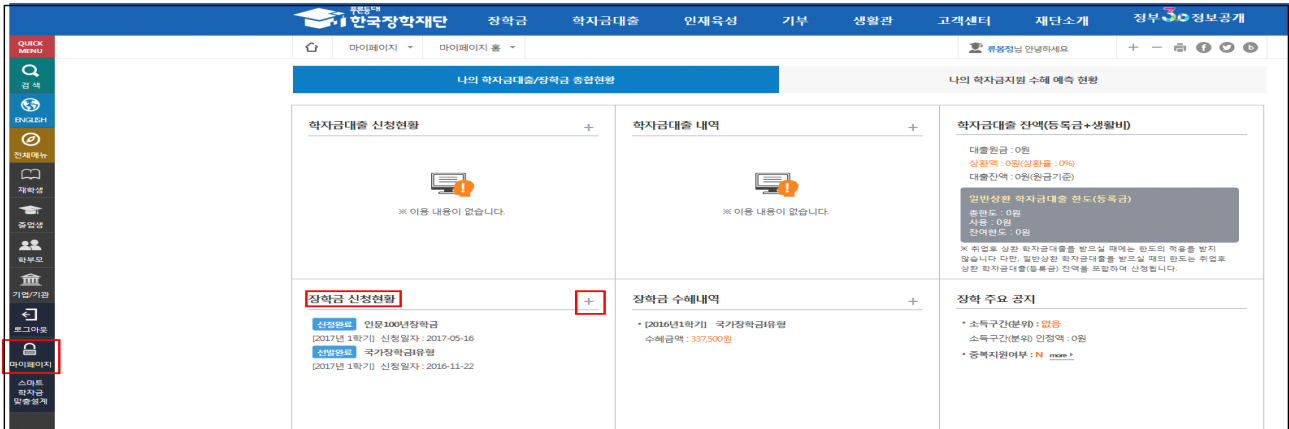 푸른등대
한국장학재단
장학금
학자금대출
인재육성
기부
생활관
고객센터
재단소개
정부3.0정보공개
QUICK
MENU
검색
ENGLISH
전체메뉴
재학생
졸업생
학부모
기업/기관
로그아웃
마이페이지
스마트
학자금
맞춤설계
마이페이지
마이페이지 홈
류몽정님 안녕하세요
나의 학자금대출/장학금 종합현황
나의 학자금지원 수혜 예측 현황
학자금대출 신청현황
※ 이용 내용이 없습니다.
학자금대출 내역
※ 이용 내용이 없습니다.
학자금대출 잔액(등록금+생활비)
대출원금 : 0원
상환액 : 0원(상환율 : 0%)
대출잔액 : 0원(원금기준)
일반상환 학자금대출 한도(등록금)
총한도 : 0원
사용 : 0원
잔여한도 : 0원
※ 취업후 상환 학자금대출을 받으실 때에는 한도의 적용을 받지
않습니다 다만, 일반상환 학자금대출을 받으실 때의 한도는 취업후
상환 학자금대출(등록금) 잔액을 포함하여 산정됩니다.
장학금 신청현황
신청완료 인문100년장학금
[2017년 1학기] 신청일자 : 2017-05-16
선발완료 국가장학금I유형
[2017년 1학기] 신청일자 : 2016-11-22
장학금 수혜내역
• [2016년1학기] 국가장학금I유형
수혜금액 : 337,500원
장학 주요 공지
• 소득구간(분위) : 없음
소득구간(분위) 인정액 : 0원
• 중복지원여부 : N more